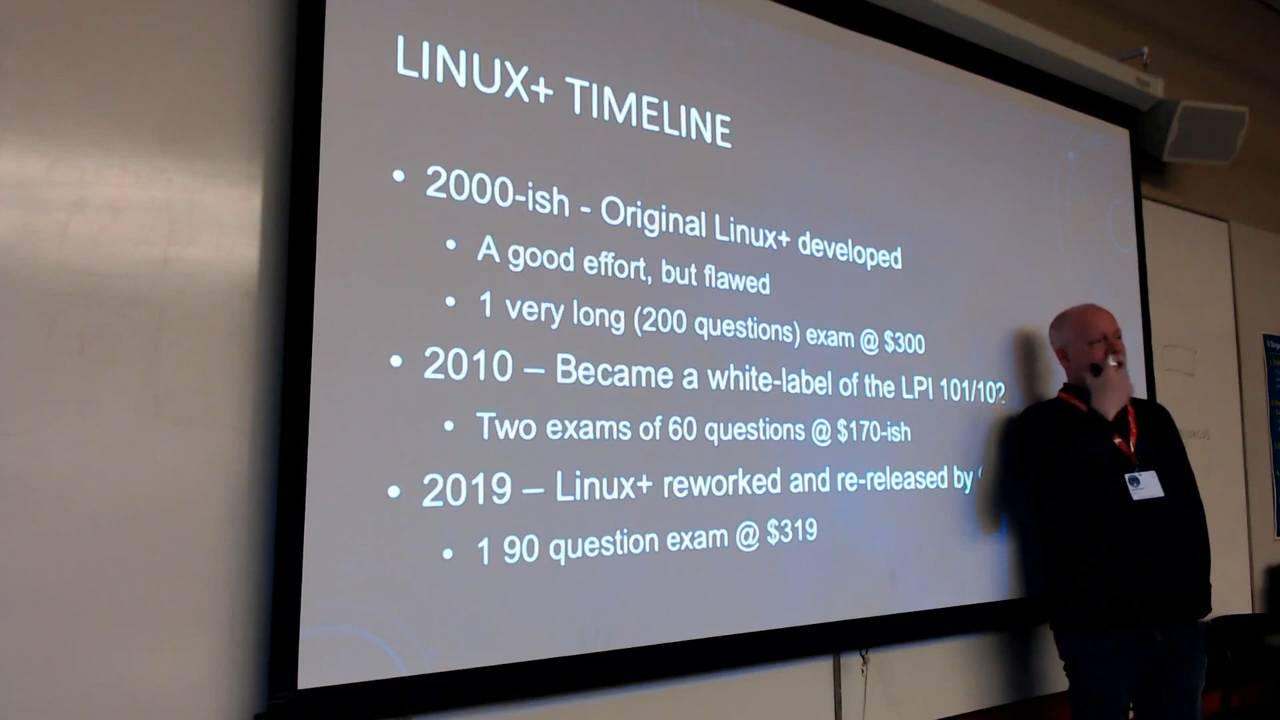 LINUX+ TIMELINE
• 2000-ish - Original Linux+ developed
• A good effort, but flawed
• 1 very long (200 questions) exam @ $300
• 2010 – Became a white-label of the LPI 101/102
• Two exams of 60 questions @ $170-ish
• 2019 – Linux+ reworked and re-released by
• 1 90 question exam @ $319